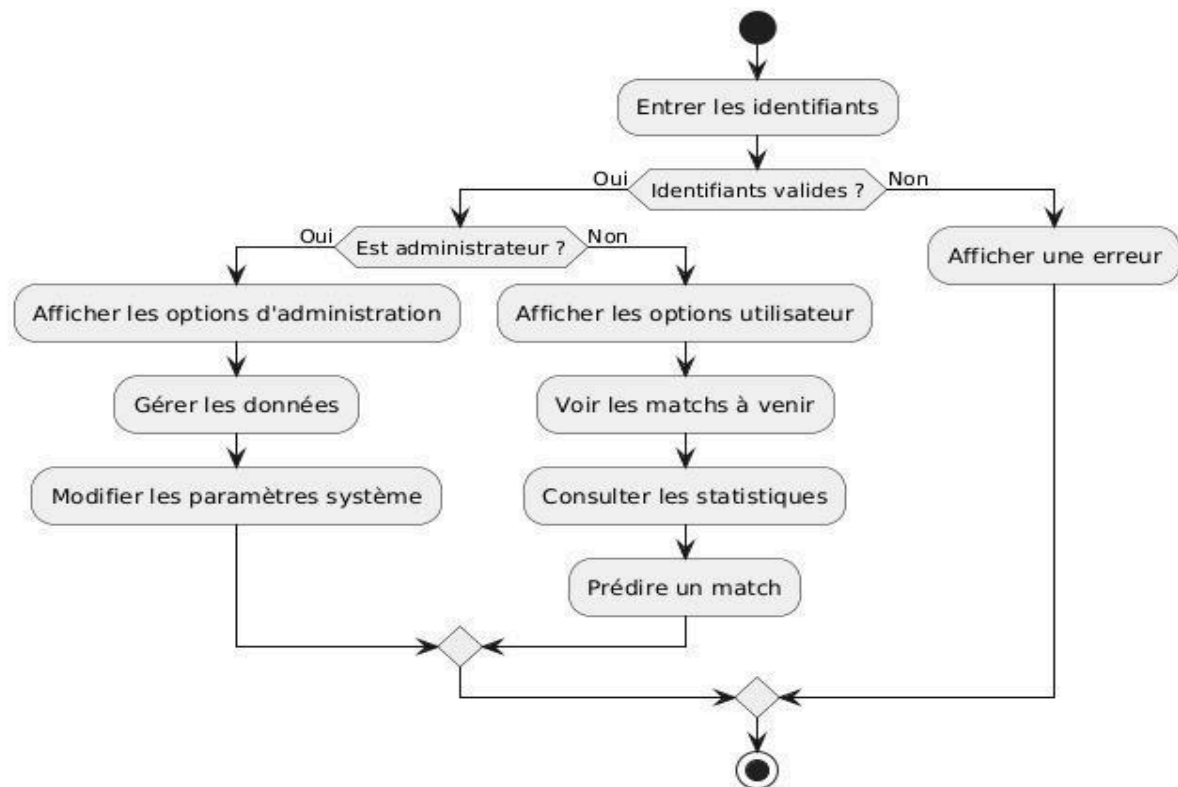 Entrer les identifiants
Oui
Identifiants valides ?
Non
Oui
Est administrateur ?
Non
Afficher une erreur
Afficher les options d'administration
Afficher les options utilisateur
Gérer les données
Voir les matchs à venir
Modifier les paramètres système
Consulter les statistiques
Prédire un match